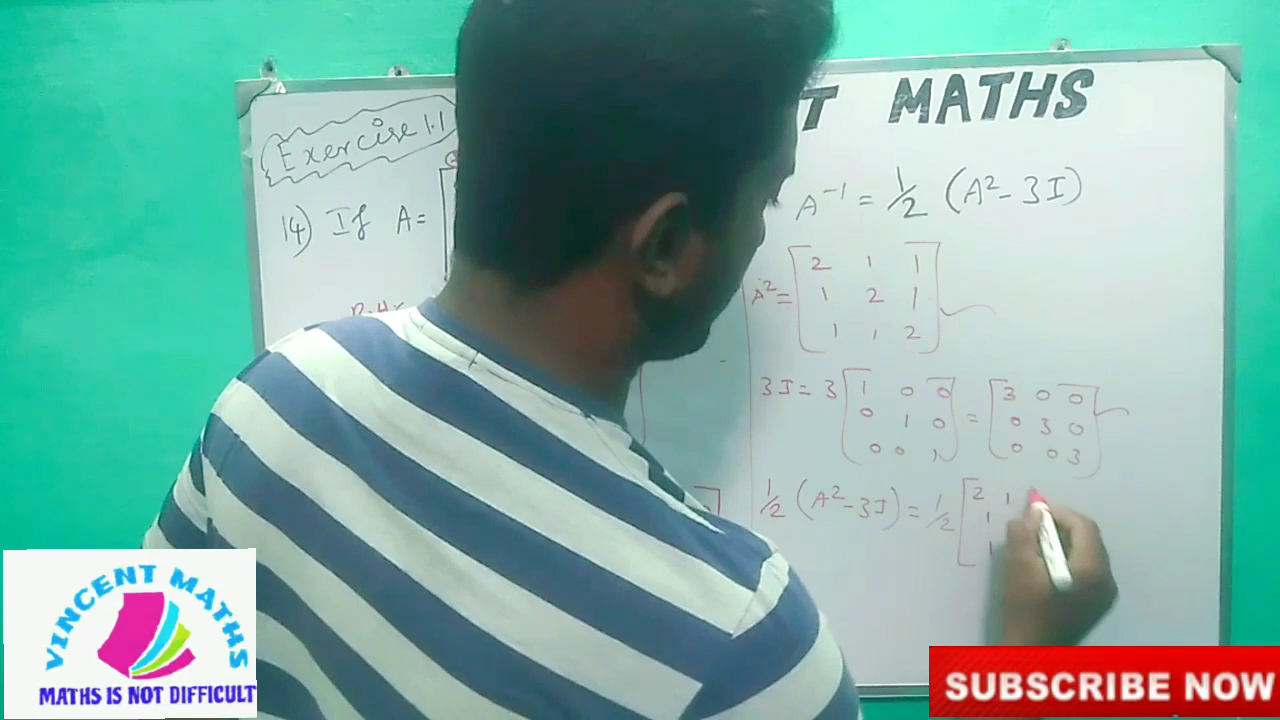 T MATHS
Exercise 1.1
14) If A=
A⁻¹ = 1/2 (A² - 3I)
A² = [2 1 1
1 2 1
1 1 2]
3I = 3 [1 0 0
0 1 0
0 0 1] = [3 0 0
0 3 0
0 0 3]
1/2 (A² - 3I) = 1/2 [2 1
1
1
VINCENT MATHS
MATHS IS NOT DIFFICULT
SUBSCRIBE NOW